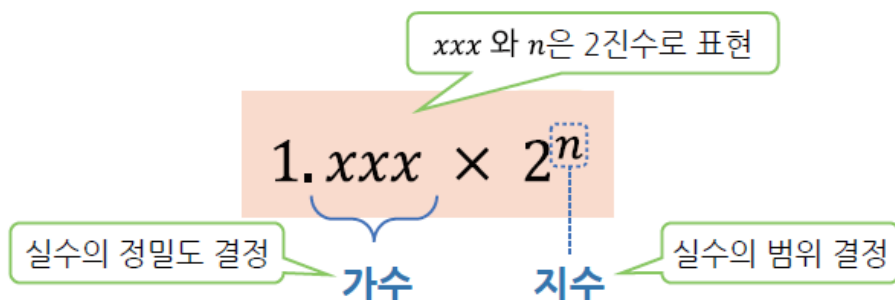 xxx 와 n은 2진수로 표현
1.xxx × 2ⁿ
실수의 정밀도 결정
가수
지수
실수의 범위 결정